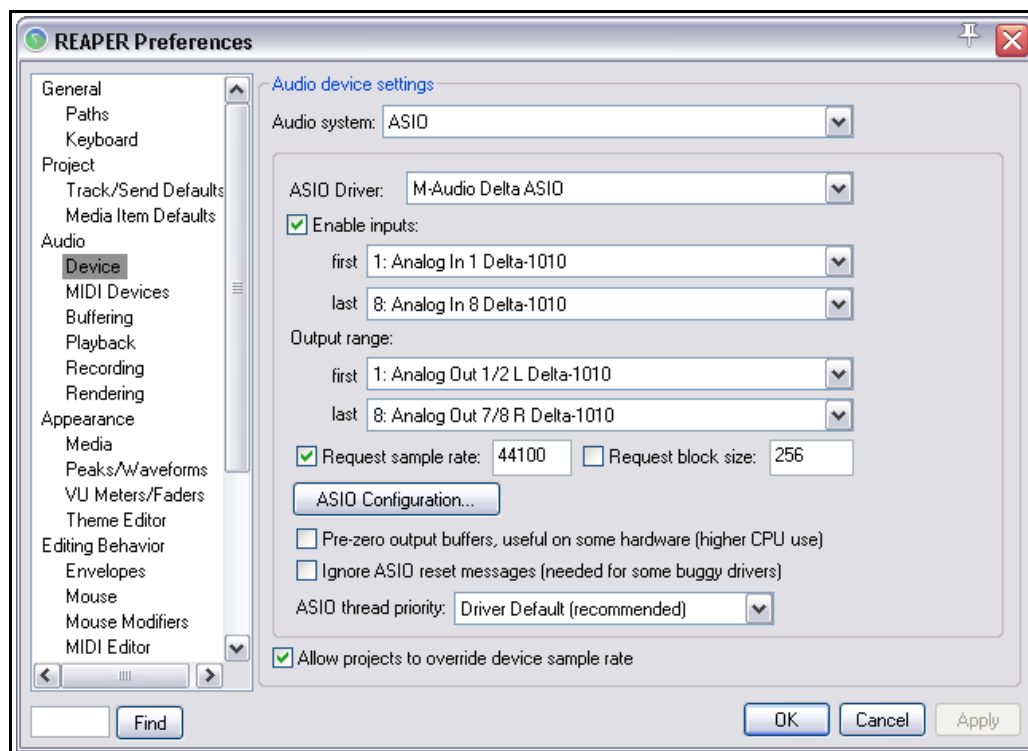 REAPER Preferences
General
Paths
Keyboard
Project
Track/Send Defaults
Media Item Defaults
Audio
Device
MIDI Devices
Buffering
Playback
Recording
Rendering
Appearance
Media
Peaks/Waveforms
VU Meters/Faders
Theme Editor
Editing Behavior
Envelopes
Mouse
Mouse Modifiers
MIDI Editor
Find
Audio device settings
Audio system: ASIO
ASIO Driver: M-Audio Delta ASIO
Enable inputs:
first 1: Analog In 1 Delta-1010
last 8: Analog In 8 Delta-1010
Output range:
first 1: Analog Out 1/2 L Delta-1010
last 8: Analog Out 7/8 R Delta-1010
Request sample rate: 44100 Request block size: 256
ASIO Configuration...
Pre-zero output buffers, useful on some hardware (higher CPU use)
Ignore ASIO reset messages (needed for some buggy drivers)
ASIO thread priority: Driver Default (recommended)
Allow projects to override device sample rate
OK Cancel Apply